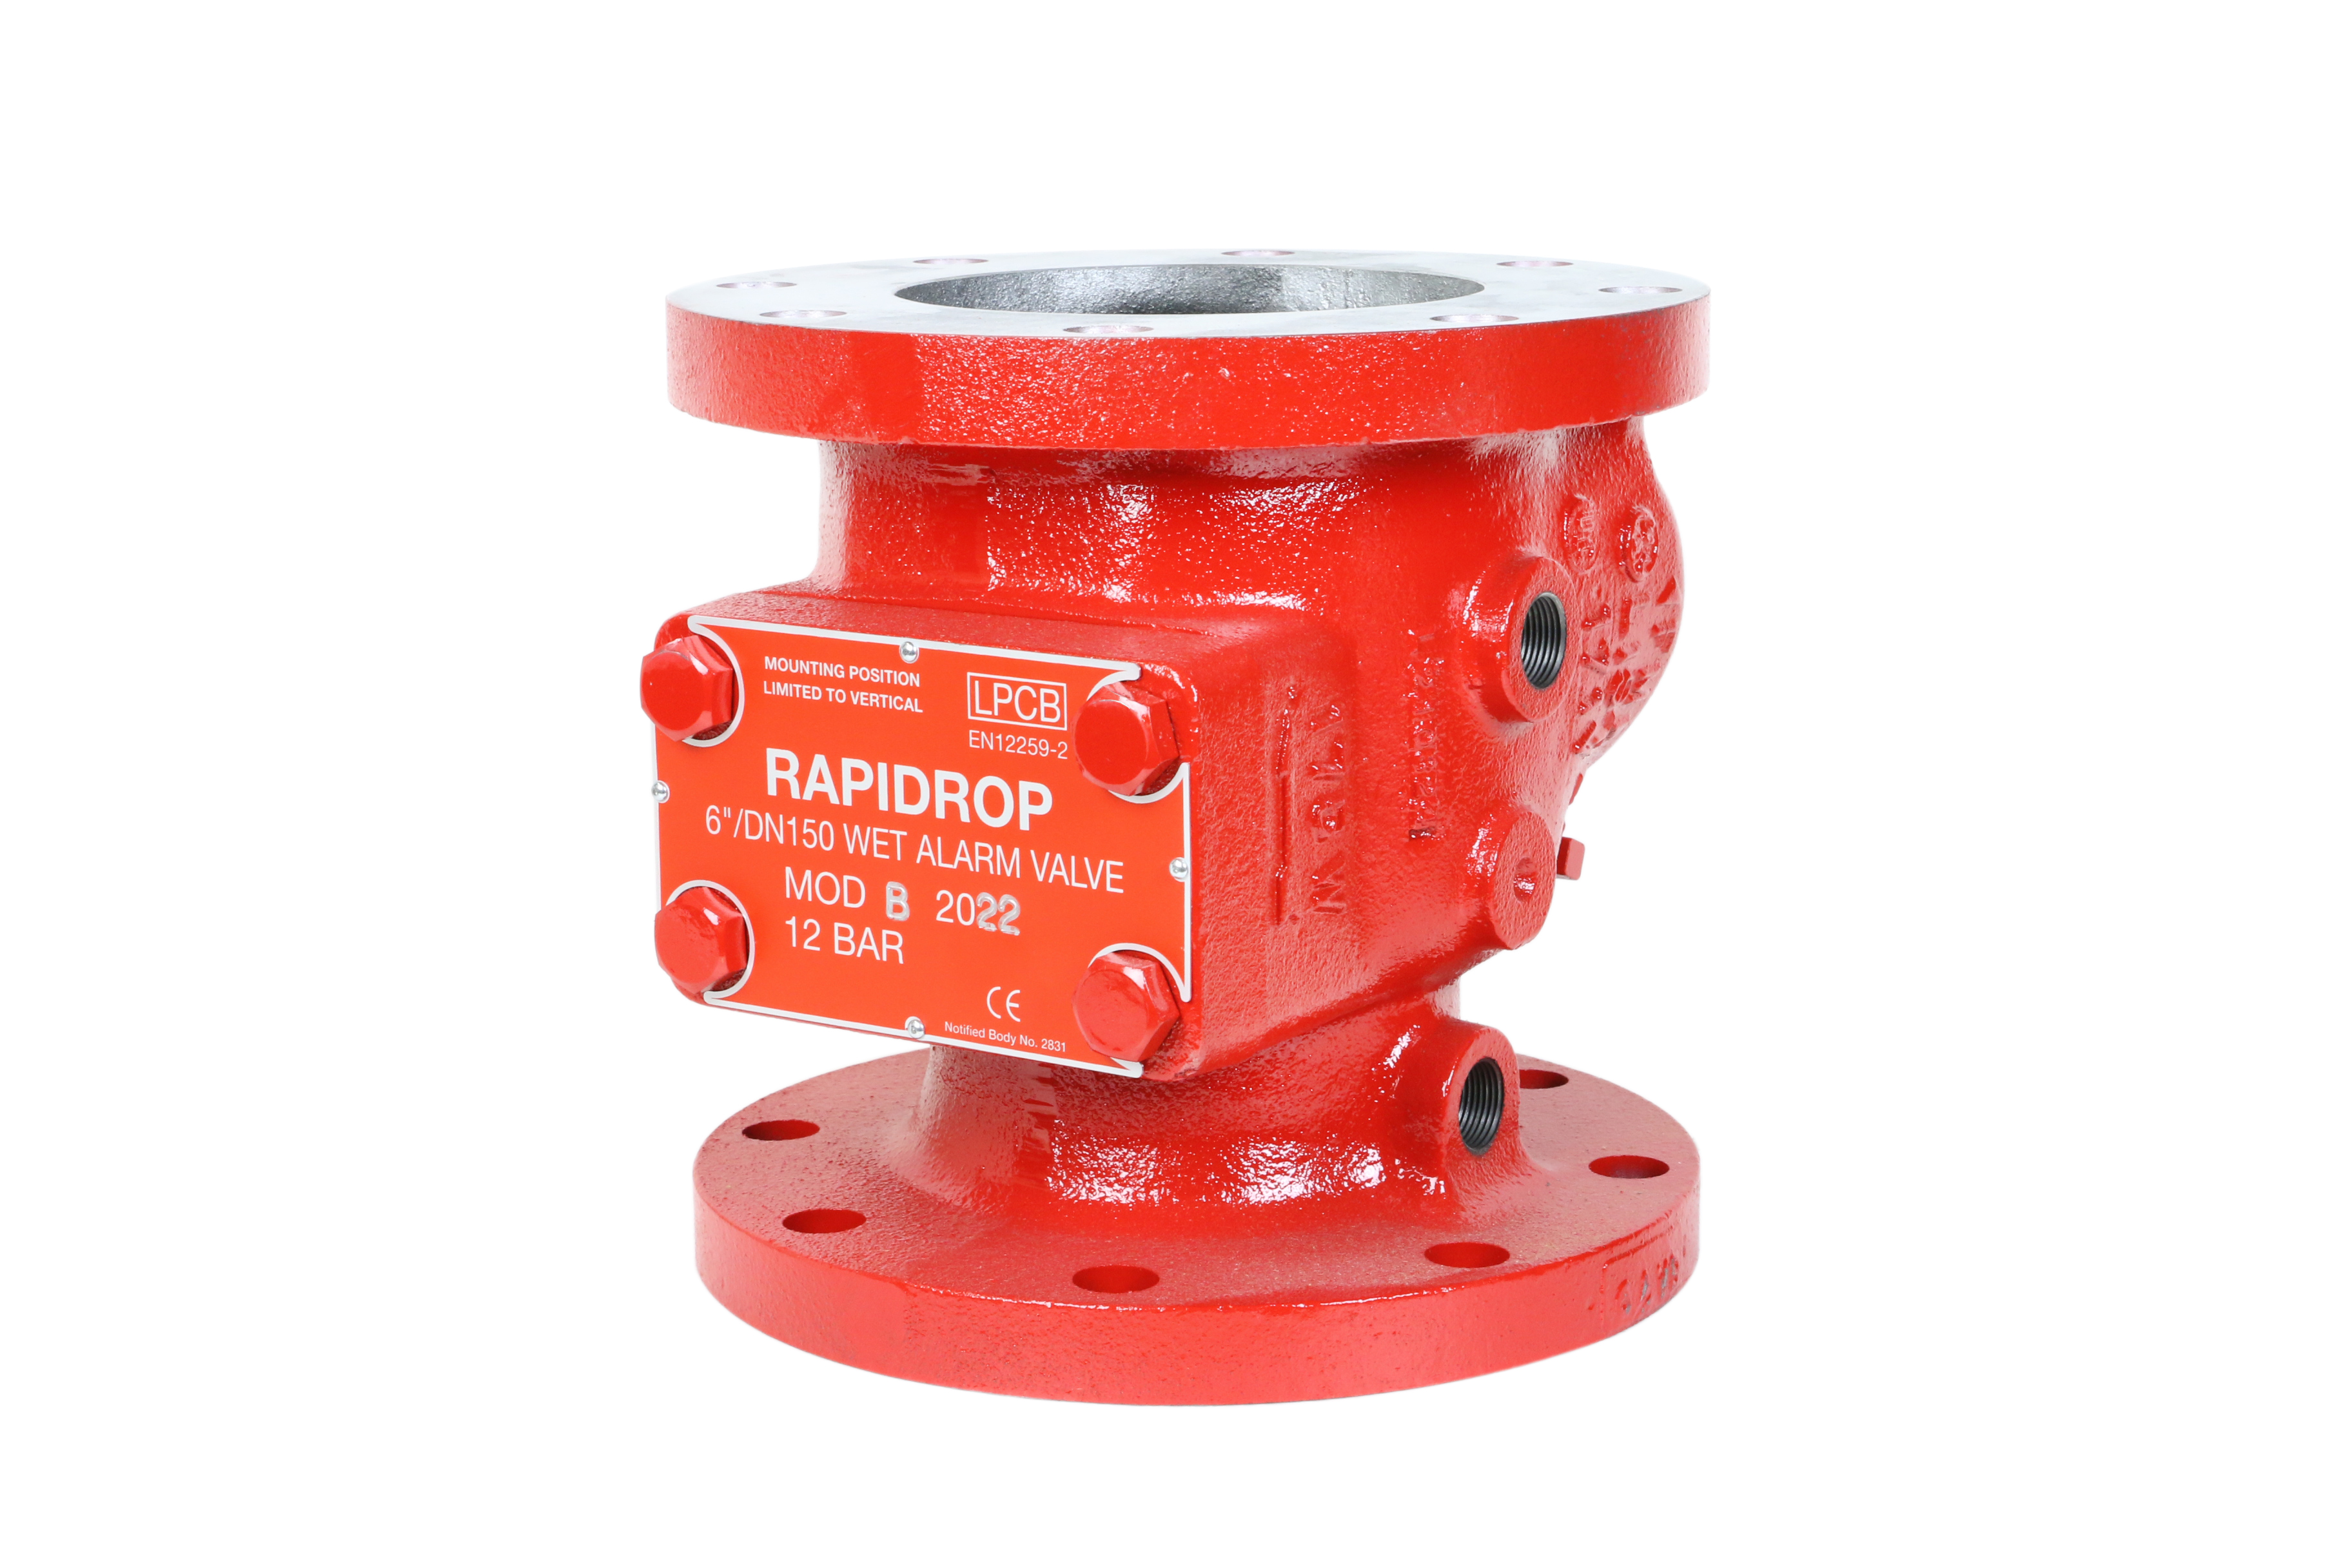 MOUNTING POSITION
LIMITED TO VERTICAL
LPCB
EN12259-2
RAPIDROP
6"/DN150 WET ALARM VALVE
MOD B 2022
12 BAR
CE
Notified Body No. 2831